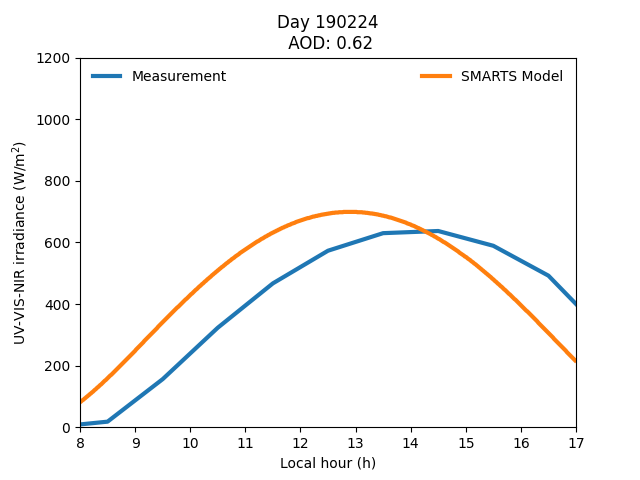 Day 190224
AOD: 0.62
Measurement
SMARTS Model
UV-VIS-NIR irradiance (W/m²)
1200
1000
800
600
400
200
0
8 9 10 11 12 13 14 15 16 17
Local hour (h)